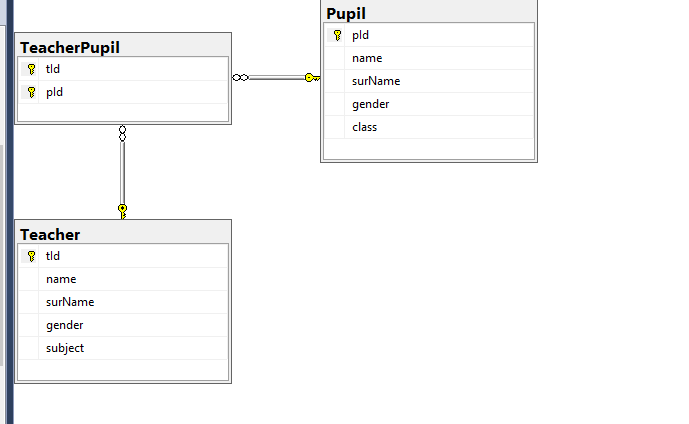 TeacherPupil
tId
pId
Pupil
pId
name
surName
gender
class
Teacher
tId
name
surName
gender
subject